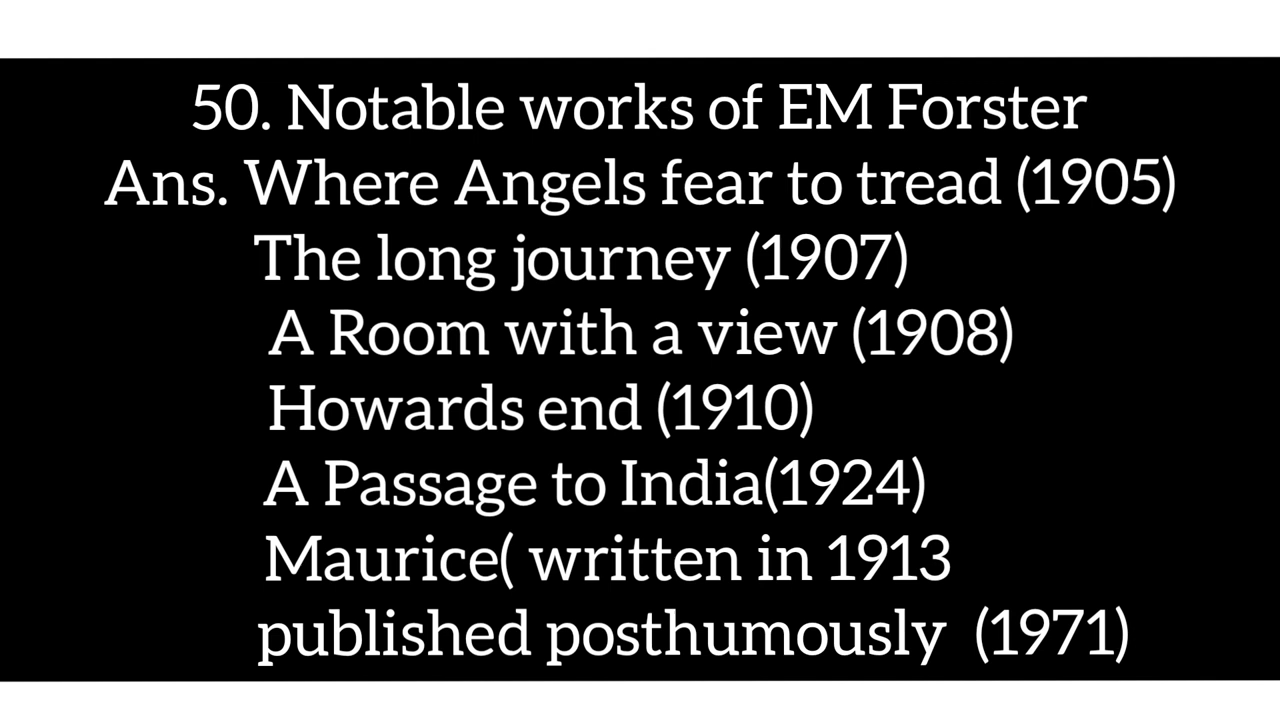 50. Notable works of EM Forster
Ans. Where Angels fear to tread (1905)
The long journey (1907)
A Room with a view (1908)
Howards end (1910)
A Passage to India(1924)
Maurice( written in 1913
published posthumously (1971)